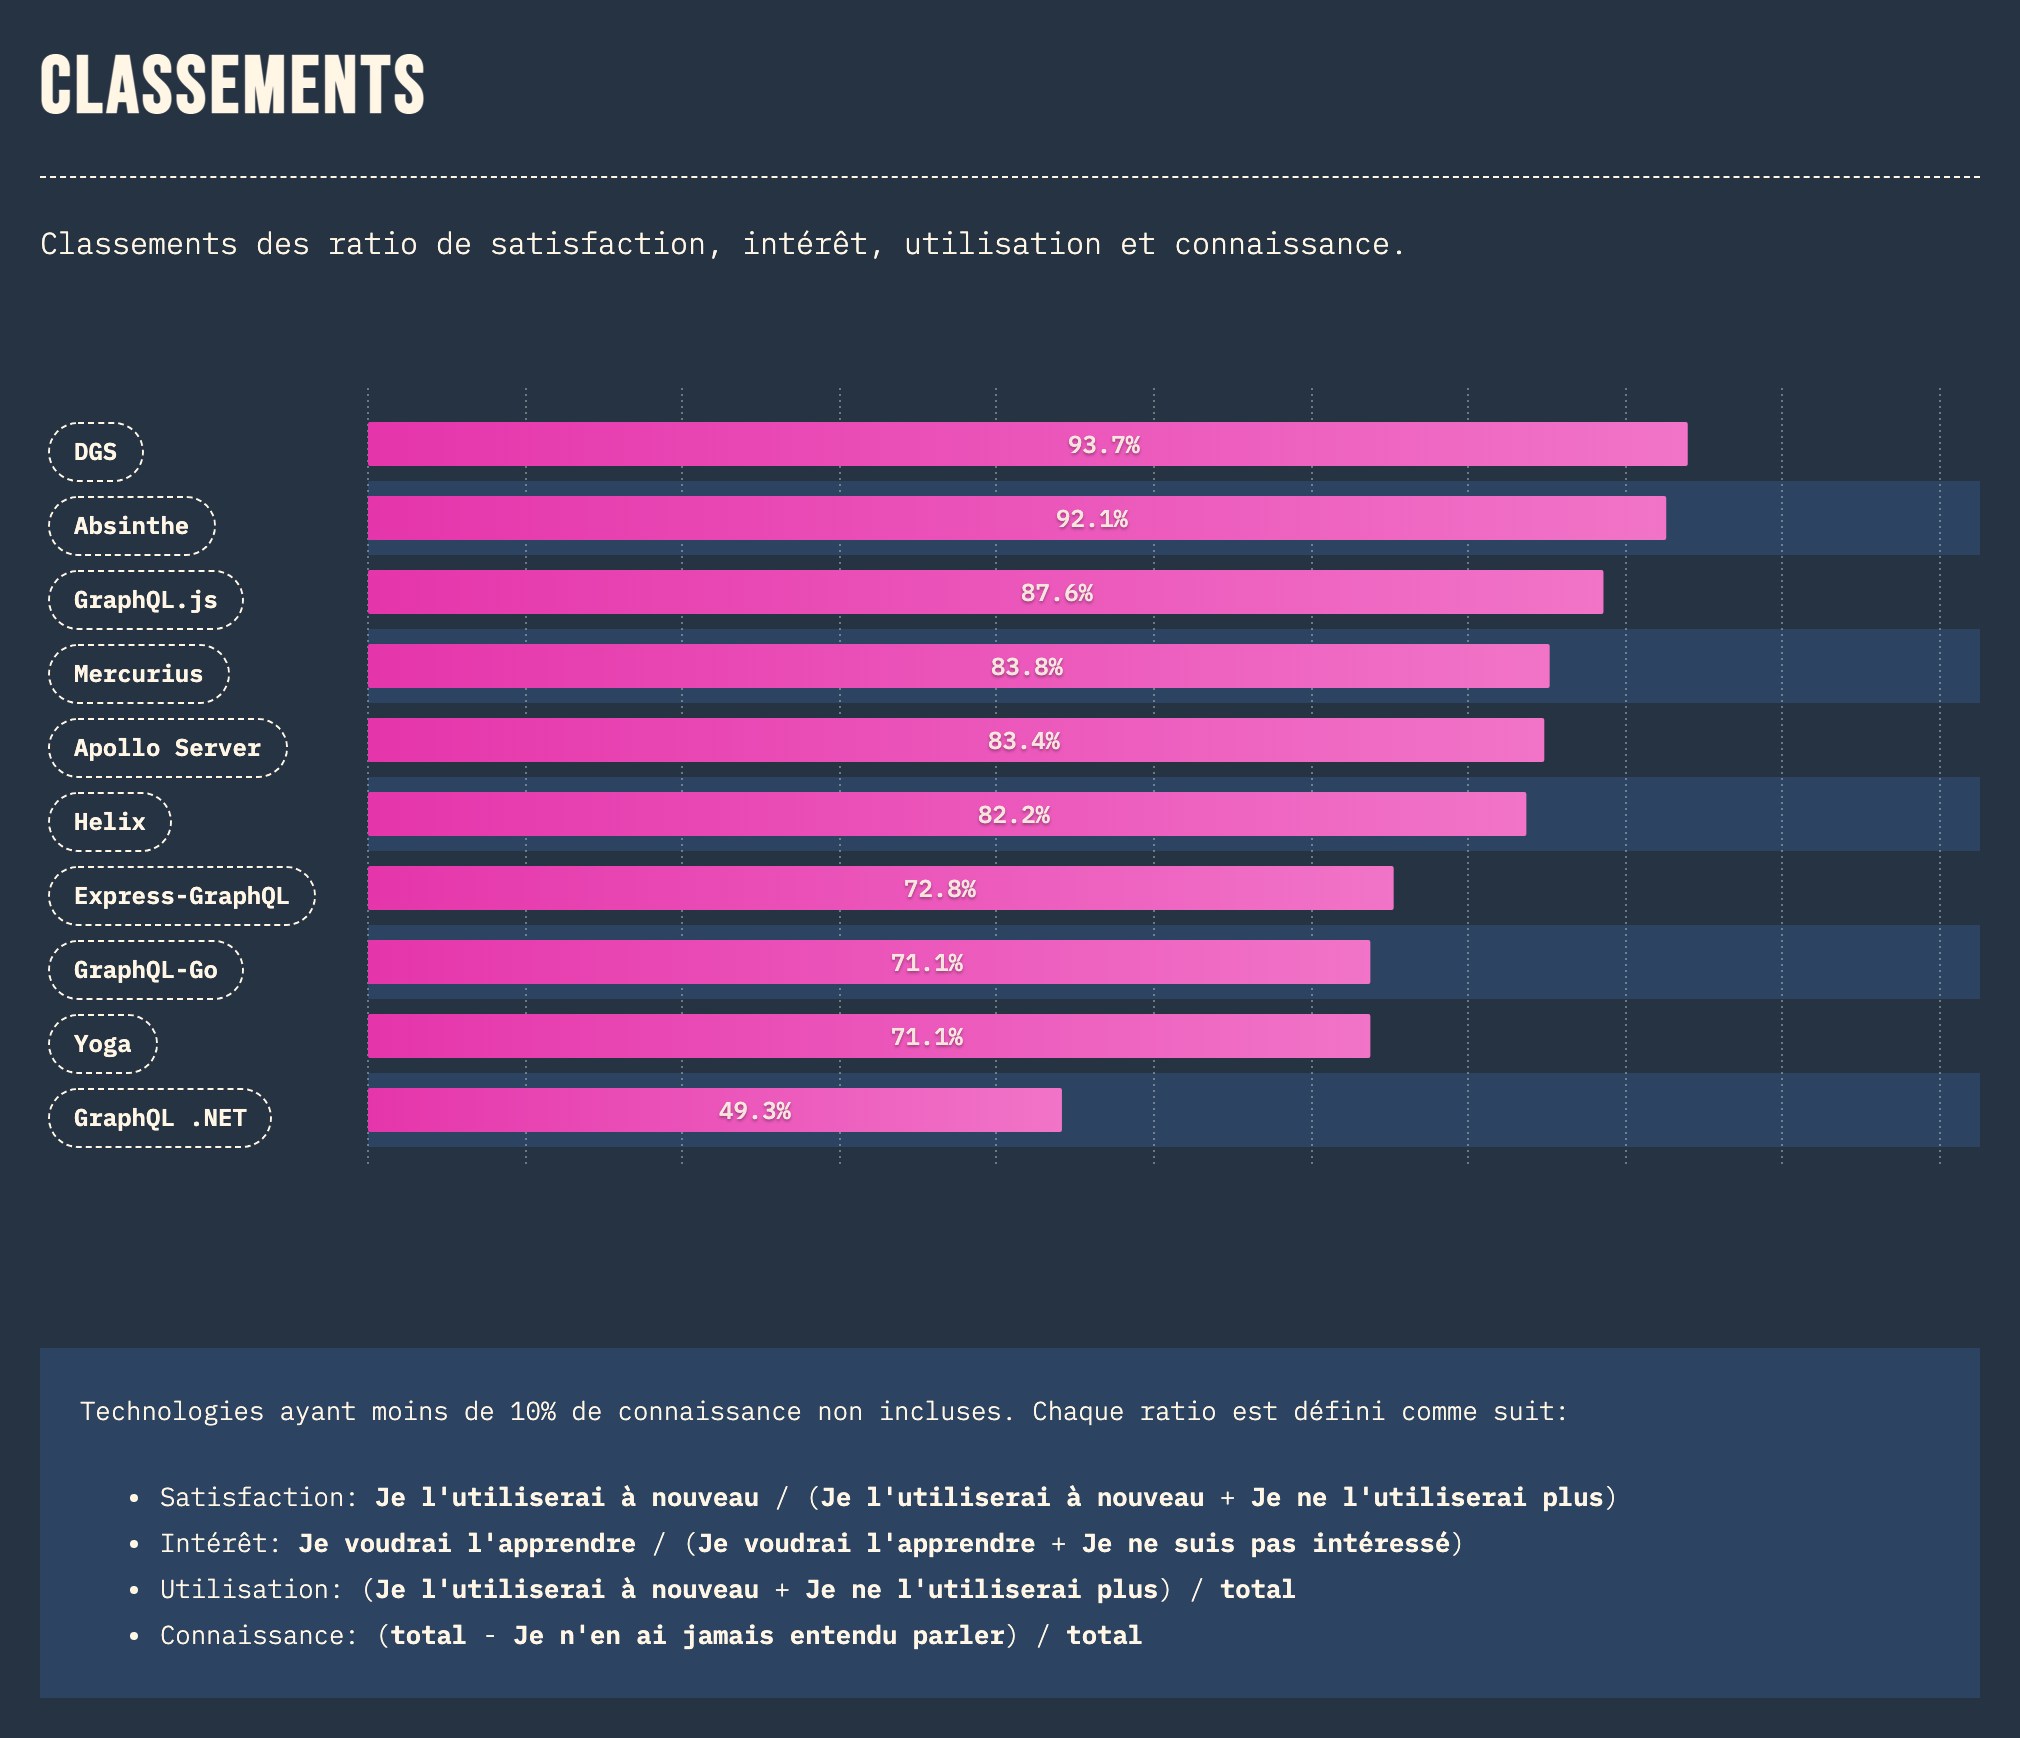 CLASSEMENTS
Classements des ratio de satisfaction, intérêt, utilisation et connaissance.
DGS
93.7%
Absinthe
92.1%
GraphQL.js
87.6%
Mercurius
83.8%
Apollo Server
83.4%
Helix
82.2%
Express-GraphQL
72.8%
GraphQL-Go
71.1%
Yoga
71.1%
GraphQL .NET
49.3%
Technologies ayant moins de 10% de connaissance non incluses. Chaque ratio est défini comme suit:
• Satisfaction: Je l'utiliserai à nouveau / (Je l'utiliserai à nouveau + Je ne l'utiliserai plus)
• Intérêt: Je voudrai l'apprendre / (Je voudrai l'apprendre + Je ne suis pas intéressé)
• Utilisation: (Je l'utiliserai à nouveau + Je ne l'utiliserai plus) / total
• Connaissance: (total - Je n'en ai jamais entendu parler) / total